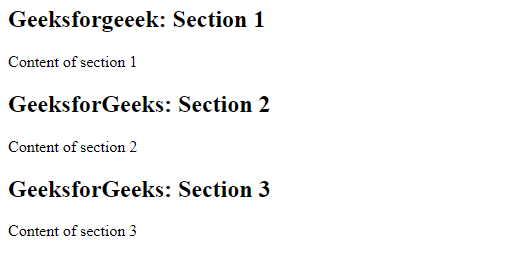 Geeksforgeeek: Section 1
Content of section 1
GeeksforGeeks: Section 2
Content of section 2
GeeksforGeeks: Section 3
Content of section 3